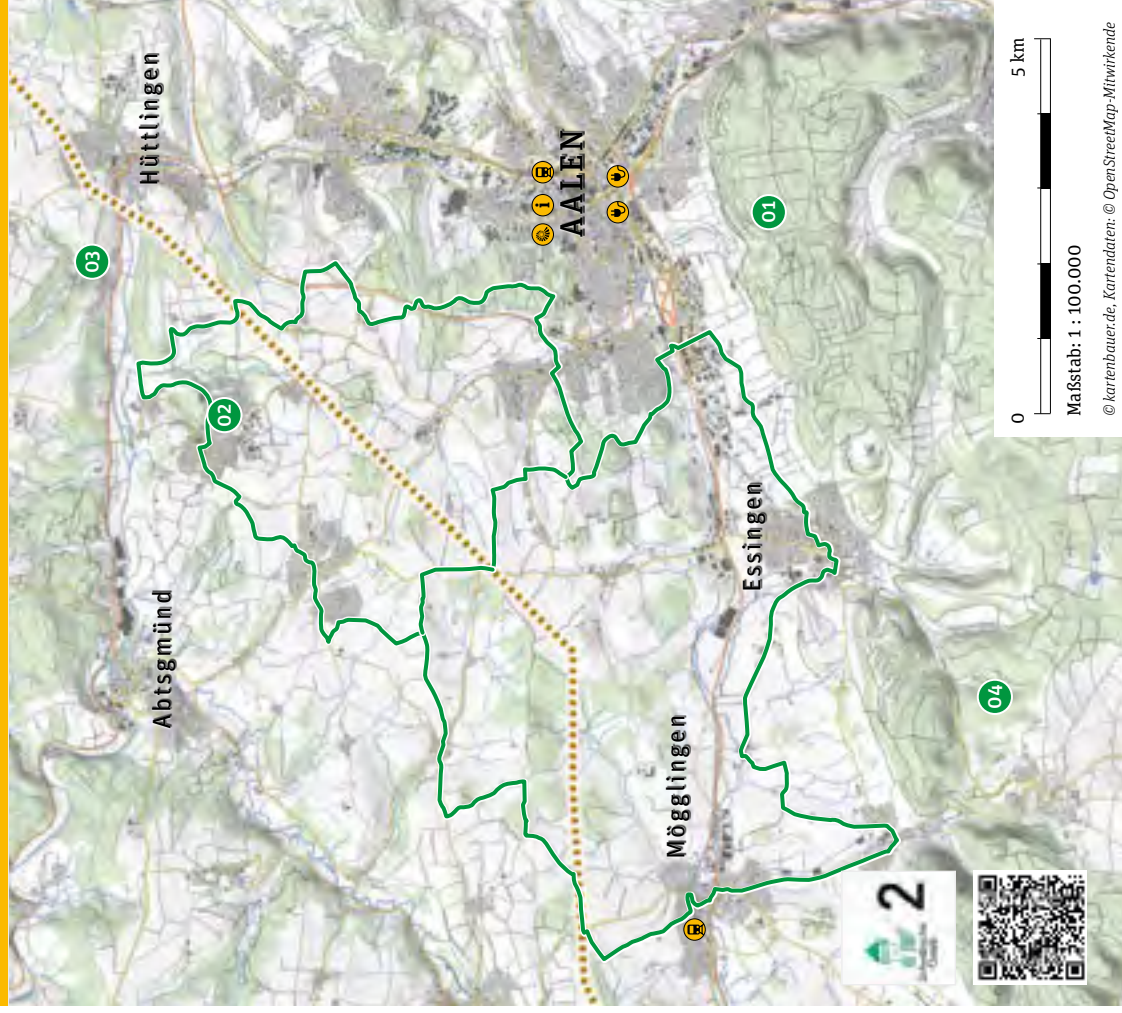 Abtsgmünd
Hüttlingen
03
02
AALEN
i
01
Essingen
Mögglingen
04
2
0
5 km
Maßstab: 1 : 100.000
© kartenbauer.de, Kartendaten: © OpenStreetMap-Mitwirkende